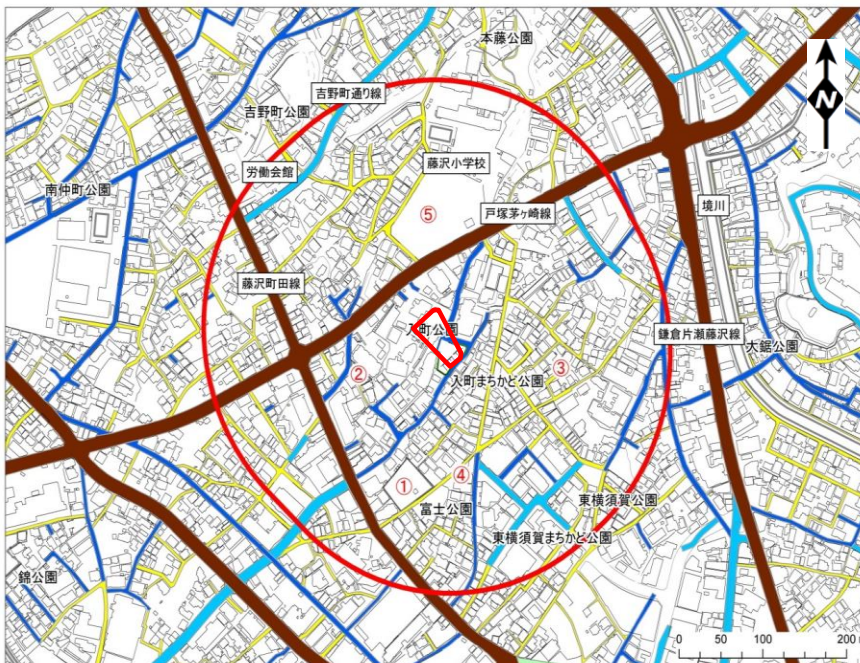 本藤公園
吉野町通り線
N
吉野町公園
藤沢小学校
労働会館
南仲町公園
境川
戸塚茅ヶ崎線
⑤
藤沢町田線
町公園
鎌倉片瀬藤沢線
大鋸公園
②
入町まちかど公園
③
①
④
富士公園
東横須賀公園
東横須賀まちかど公園
錦公園
0 50 100 200